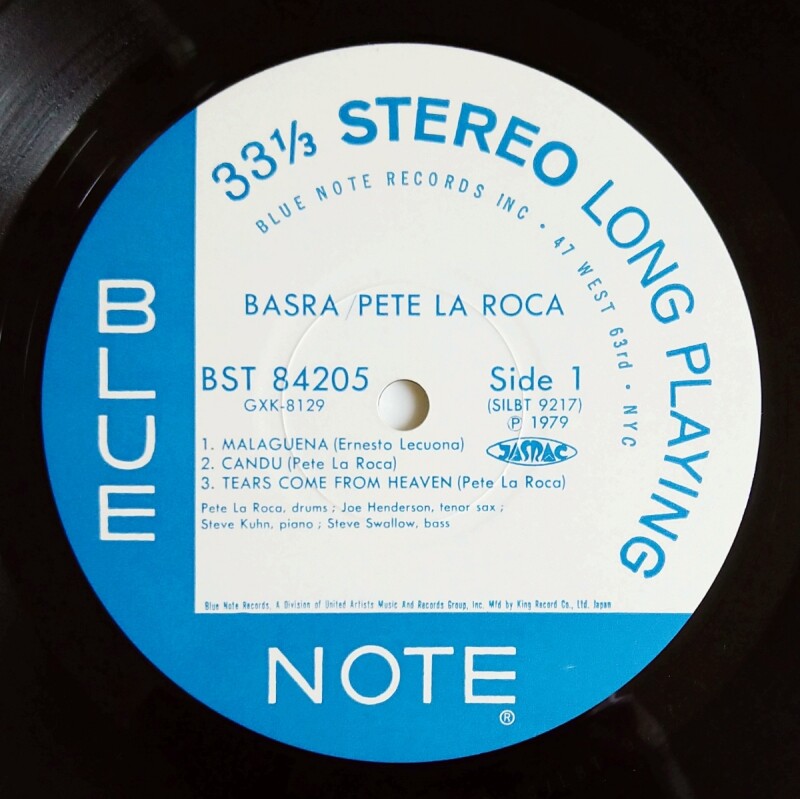 33⅓ STEREO LONG PLAYING
BLUE NOTE RECORDS INC • 47 WEST 63rd • NYC
BASRA / PETE LA ROCA
BST 84205
Side 1
GXK-8129
(SILBT 9217)
Ⓟ 1979
JASRAC
1. MALAGUENA (Ernesto Lecuona)
2. CANDU (Pete La Roca)
3. TEARS COME FROM HEAVEN (Pete La Roca)
Pete La Roca, drums ; Joe Henderson, tenor sax ;
Steve Kuhn, piano ; Steve Swallow, bass
Blue Note Records, A Division of United Artists Music And Records Group, Inc. Mfd by King Record Co., Ltd. Japan
BLUE
NOTE
®